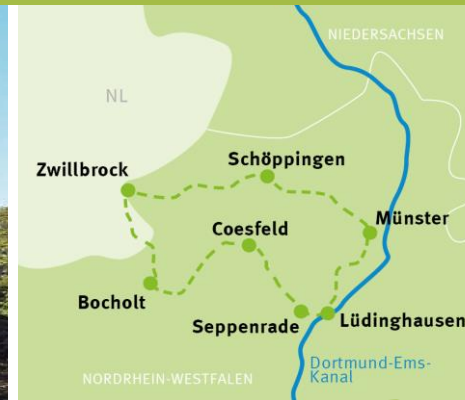 NIEDERSACHSEN
NL
Zwillbrock
Schöppingen
Coesfeld
Münster
Bocholt
Seppenrade
Lüdinghausen
NORDRHEIN-WESTFALEN
Dortmund-Ems-
Kanal